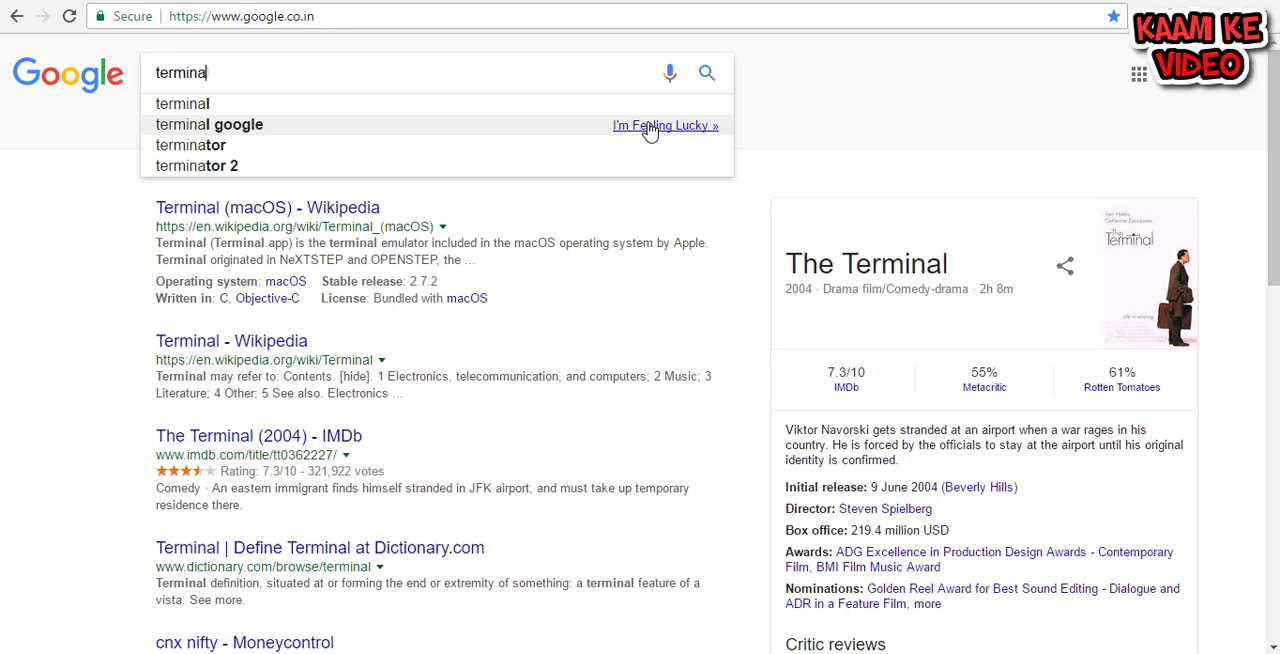 Secure https://www.google.co.in
KAAM KE
VIDEO
Google
termina
terminal
terminal google I'm Feeling Lucky »
terminator
terminator 2
Terminal (macOS) - Wikipedia
https://en.wikipedia.org/wiki/Terminal_(macOS)
Terminal (Terminal.app) is the terminal emulator included in the macOS operating system by Apple.
Terminal originated in NeXTSTEP and OPENSTEP, the ...
Operating system: macOS Stable release: 2.7.2
Written in: C, Objective-C License: Bundled with macOS
Terminal - Wikipedia
https://en.wikipedia.org/wiki/Terminal
Terminal may refer to: Contents. [hide]. 1 Electronics, telecommunication, and computers; 2 Music; 3
Literature; 4 Other; 5 See also. Electronics ...
The Terminal (2004) - IMDb
www.imdb.com/title/tt0362227/
Rating: 7.3/10 - 321,922 votes
Comedy · An eastern immigrant finds himself stranded in JFK airport, and must take up temporary
residence there.
Terminal | Define Terminal at Dictionary.com
www.dictionary.com/browse/terminal
Terminal definition, situated at or forming the end or extremity of something: a terminal feature of a
vista. See more.
cnx nifty - Moneycontrol
The Terminal
2004 · Drama film/Comedy-drama · 2h 8m
Tom Hanks
Catherine Zeta-Jones
The
Terminal
Life is waiting.
7.3/10 55% 61%
IMDb Metacritic Rotten Tomatoes
Viktor Navorski gets stranded at an airport when a war rages in his
country. He is forced by the officials to stay at the airport until his original
identity is confirmed.
Initial release: 9 June 2004 (Beverly Hills)
Director: Steven Spielberg
Box office: 219.4 million USD
Awards: ADG Excellence in Production Design Awards - Contemporary
Film, BMI Film Music Award
Nominations: Golden Reel Award for Best Sound Editing - Dialogue and
ADR in a Feature Film, more
Critic reviews